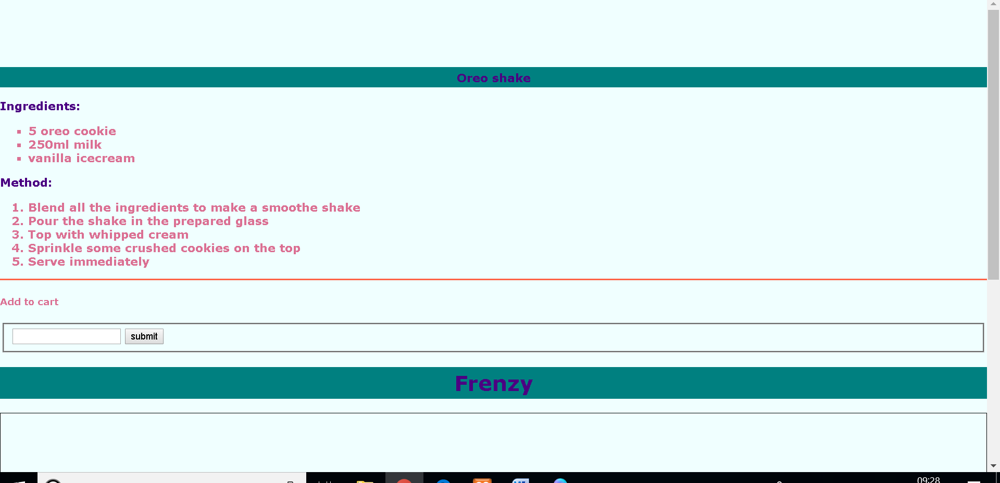 Oreo shake
Ingredients:
5 oreo cookie
250ml milk
vanilla icecream
Method:
1. Blend all the ingredients to make a smoothe shake
2. Pour the shake in the prepared glass
3. Top with whipped cream
4. Sprinkle some crushed cookies on the top
5. Serve immediately
Add to cart
submit
Frenzy
09:28